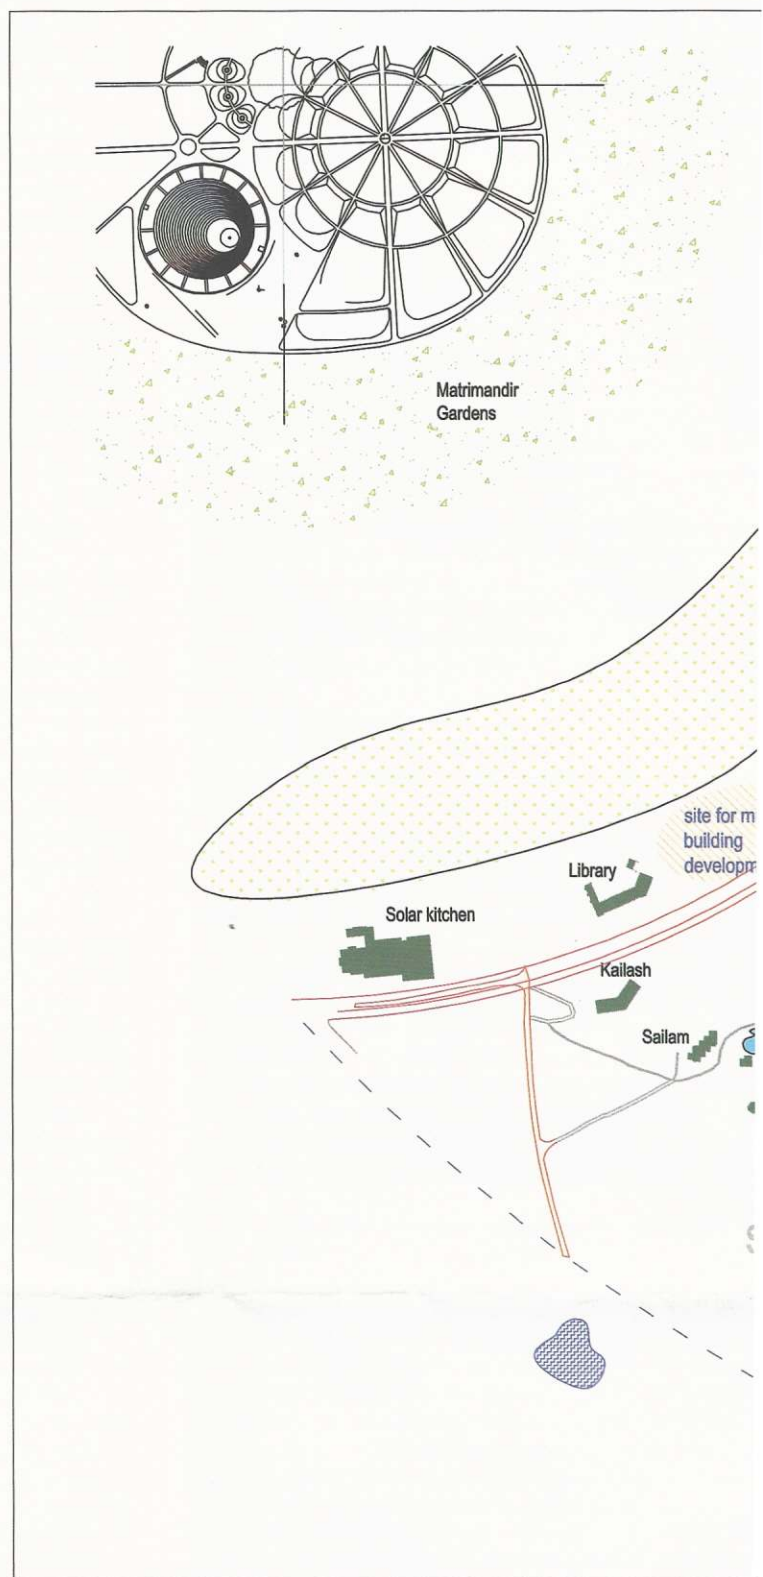 Matrimandir
Gardens
site for m
building
developm
Library
Solar kitchen
Kailash
Sailam